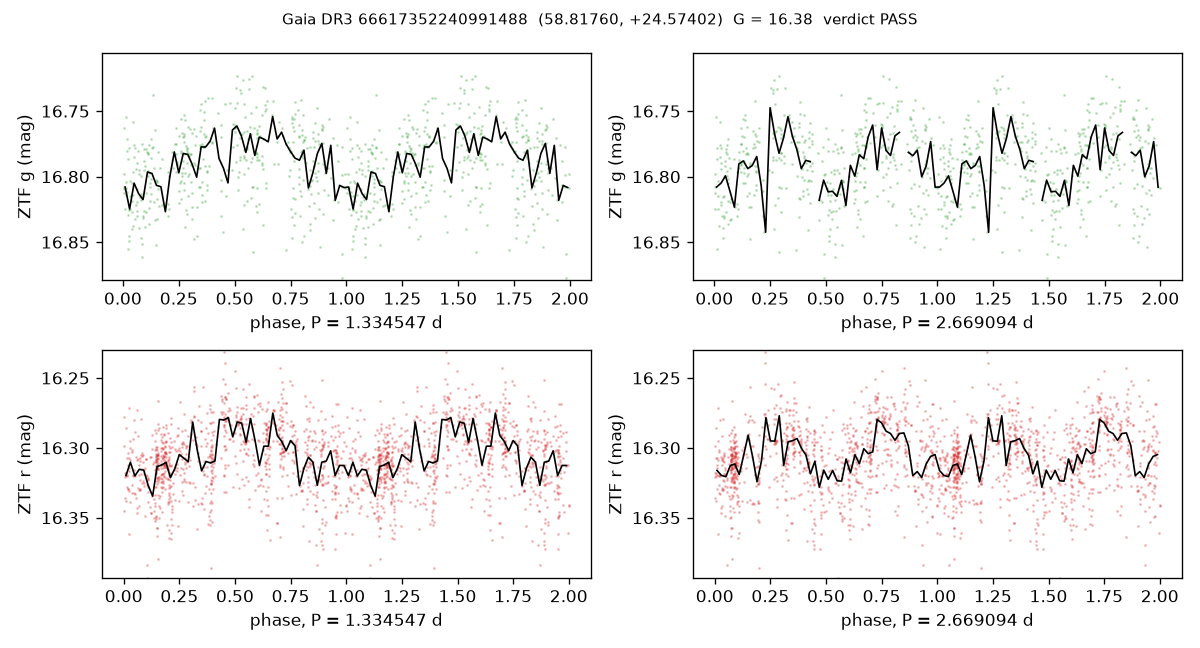 Gaia DR3 66617352240991488 (58.81760, +24.57402) G = 16.38 verdict PASS
ZTF g (mag)
16.75
16.80
16.85
0.00 0.25 0.50 0.75 1.00 1.25 1.50 1.75 2.00
phase, P = 1.334547 d
ZTF g (mag)
16.75
16.80
16.85
0.00 0.25 0.50 0.75 1.00 1.25 1.50 1.75 2.00
phase, P = 2.669094 d
ZTF r (mag)
16.25
16.30
16.35
0.00 0.25 0.50 0.75 1.00 1.25 1.50 1.75 2.00
phase, P = 1.334547 d
ZTF r (mag)
16.25
16.30
16.35
0.00 0.25 0.50 0.75 1.00 1.25 1.50 1.75 2.00
phase, P = 2.669094 d